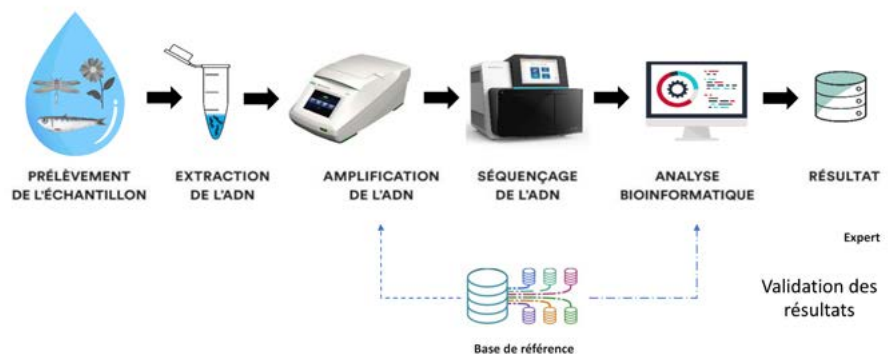 PRÉLÈVEMENT
DE L'ÉCHANTILLON
EXTRACTION
DE L'ADN
AMPLIFICATION
DE L'ADN
SÉQUENÇAGE
DE L'ADN
ANALYSE
BIOINFORMATIQUE
RÉSULTAT
Expert
Validation des
résultats
Base de référence